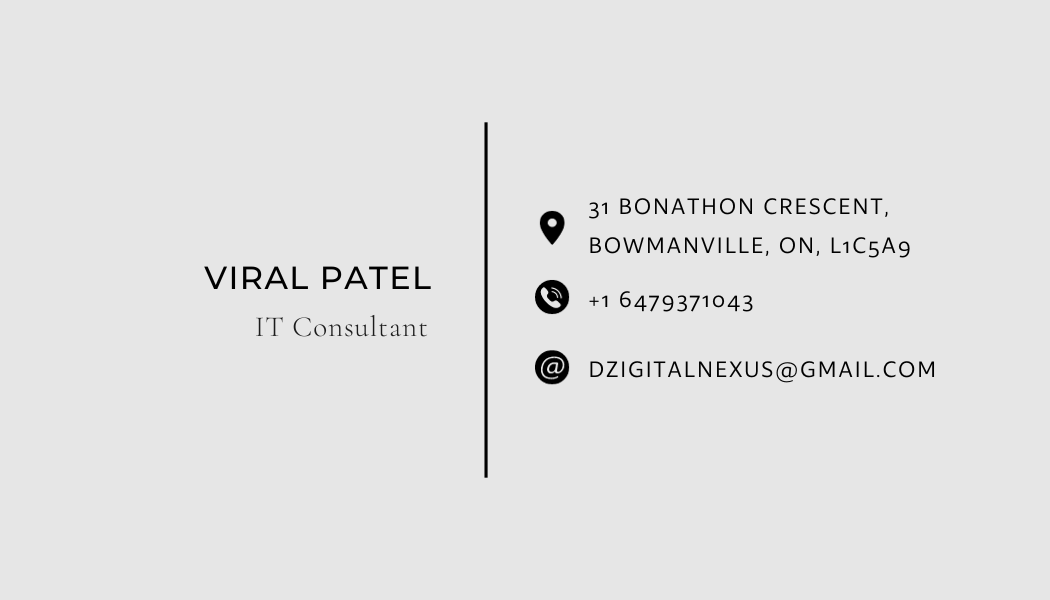 VIRAL PATEL
IT Consultant
31 BONATHON CRESCENT,
BOWMANVILLE, ON, L1C5A9
+1 6479371043
DZIGITALNEXUS@GMAIL.COM